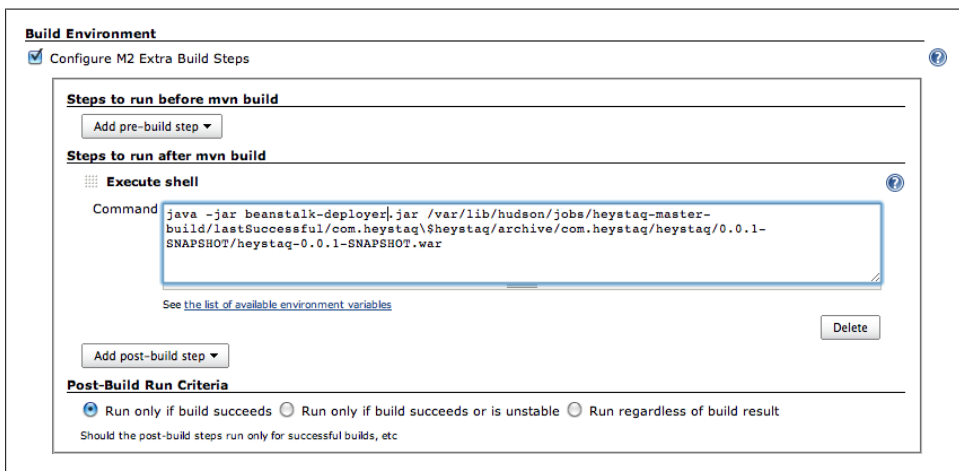 Build Environment
Configure M2 Extra Build Steps
Steps to run before mvn build
Add pre-build step
Steps to run after mvn build
Execute shell
Command
java -jar beanstalk-deployer.jar /var/lib/hudson/jobs/heystaq-master-
build/lastSuccessful/com.heystaq\$heystaq/archive/com.heystaq/heystaq/0.0.1-
SNAPSHOT/heystaq-0.0.1-SNAPSHOT.war
See the list of available environment variables
Delete
Add post-build step
Post-Build Run Criteria
Run only if build succeeds Run only if build succeeds or is unstable Run regardless of build result
Should the post-build steps run only for successful builds, etc